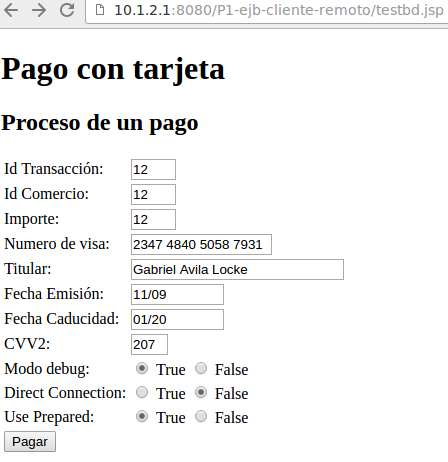 10.1.2.1:8080/P1-ejb-cliente-remoto/testbd.jsp
Pago con tarjeta
Proceso de un pago
Id Transacción: 12
Id Comercio: 12
Importe: 12
Numero de visa: 2347 4840 5058 7931
Titular: Gabriel Avila Locke
Fecha Emisión: 11/09
Fecha Caducidad: 01/20
CVV2: 207
Modo debug: True False
Direct Connection: True False
Use Prepared: True False
Pagar